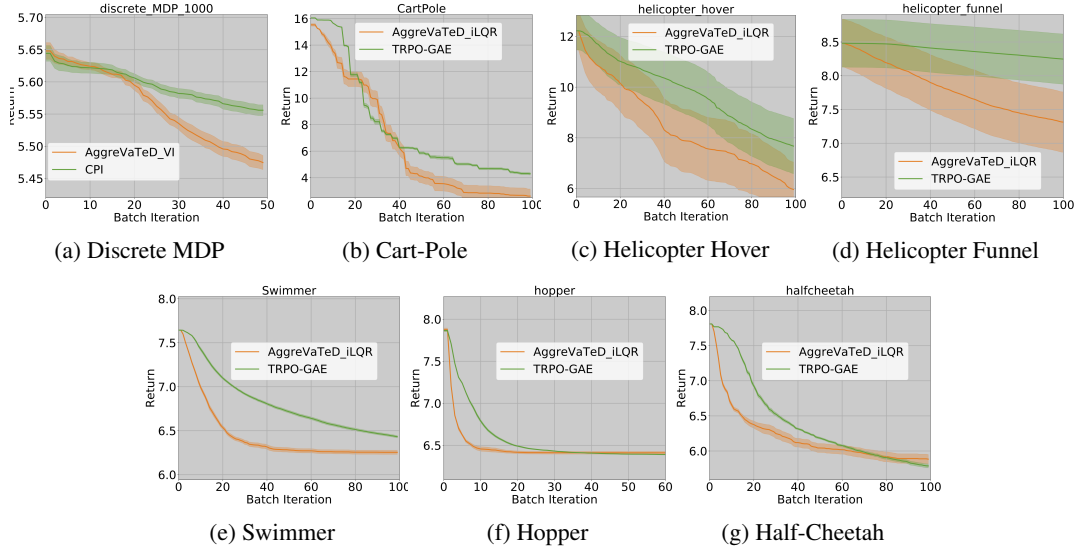 discrete_MDP_1000
5.70
5.65
5.60
5.55
5.50
5.45
Return
AggreVaTeD_VI
CPI
0 10 20 30 40 50
Batch Iteration
(a) Discrete MDP
CartPole
16
14
12
10
8
6
4
Return
AggreVaTeD_iLQR
TRPO-GAE
0 20 40 60 80 100
Batch Iteration
(b) Cart-Pole
helicopter_hover
12
10
8
6
Return
AggreVaTeD_iLQR
TRPO-GAE
0 20 40 60 80 100
Batch Iteration
(c) Helicopter Hover
helicopter_funnel
8.5
8.0
7.5
7.0
6.5
Return
AggreVaTeD_iLQR
TRPO-GAE
0 20 40 60 80 100
Batch Iteration
(d) Helicopter Funnel
Swimmer
8.0
7.5
7.0
6.5
6.0
Return
AggreVaTeD_iLQR
TRPO-GAE
0 20 40 60 80 100
Batch Iteration
(e) Swimmer
hopper
8.0
7.5
7.0
6.5
Return
AggreVaTeD_iLQR
TRPO-GAE
0 10 20 30 40 50 60
Batch Iteration
(f) Hopper
halfcheetah
8.0
7.5
7.0
6.5
6.0
Return
AggreVaTeD_iLQR
TRPO-GAE
0 20 40 60 80 100
Batch Iteration
(g) Half-Cheetah